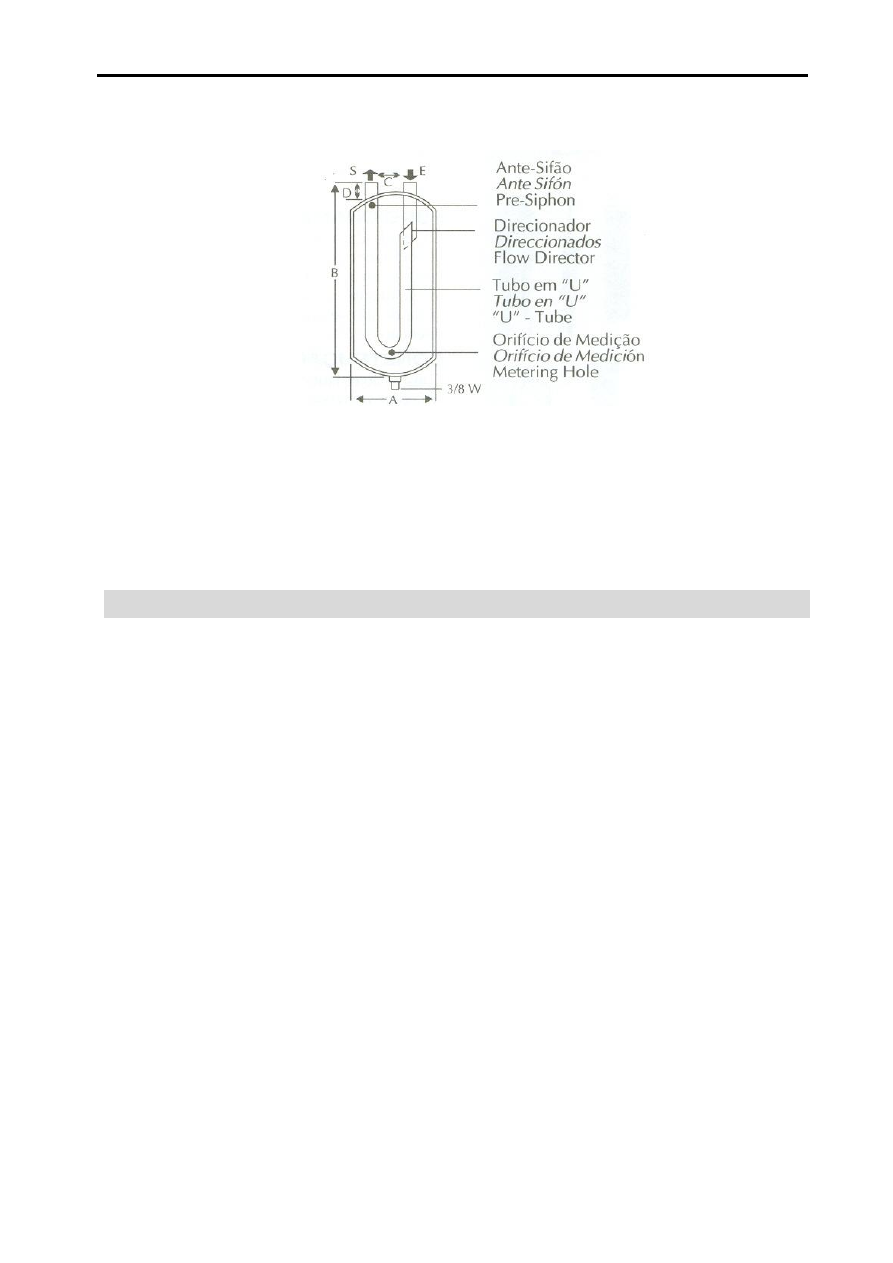 S E
C
D
B
A
3/8 W
Ante-Sifão
Ante Sifón
Pre-Siphon
Direcionador
Direccionados
Flow Director
Tubo em “U”
Tubo en “U”
“U” - Tube
Orifício de Medição
Orifício de Medición
Metering Hole